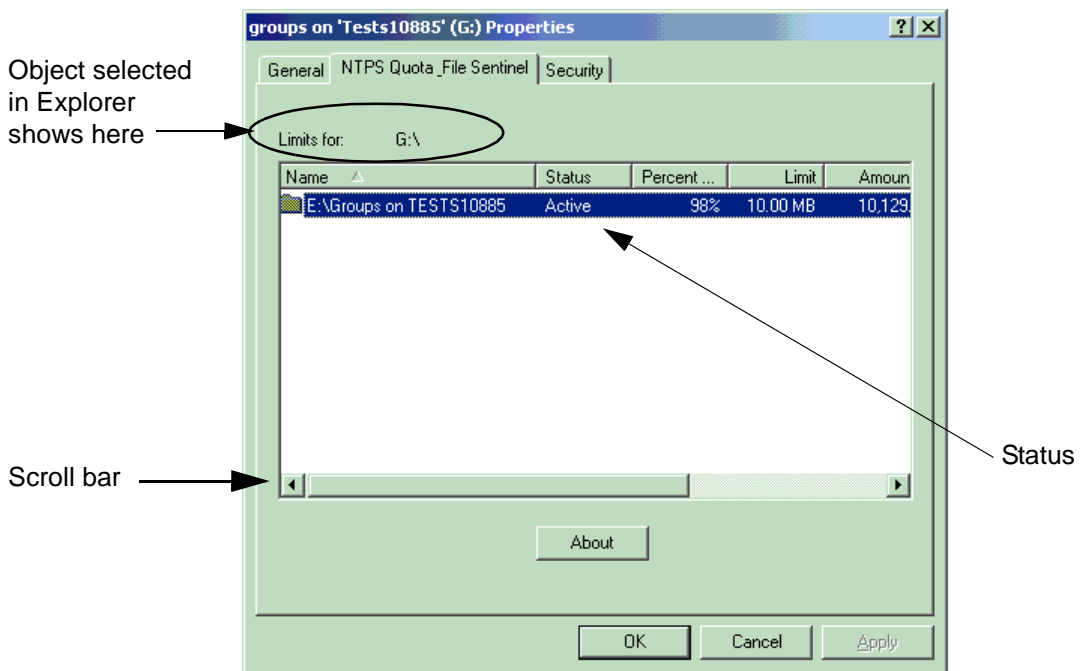 groups on 'Tests10885' (G:) Properties
General NTPS Quota_File Sentinel Security
Object selected
in Explorer
shows here
Limits for: G:\
Name Status Percent ... Limit Amoun
E:\Groups on TESTS10885 Active 98% 10.00 MB 10,129.
Status
Scroll bar
About
OK Cancel Apply